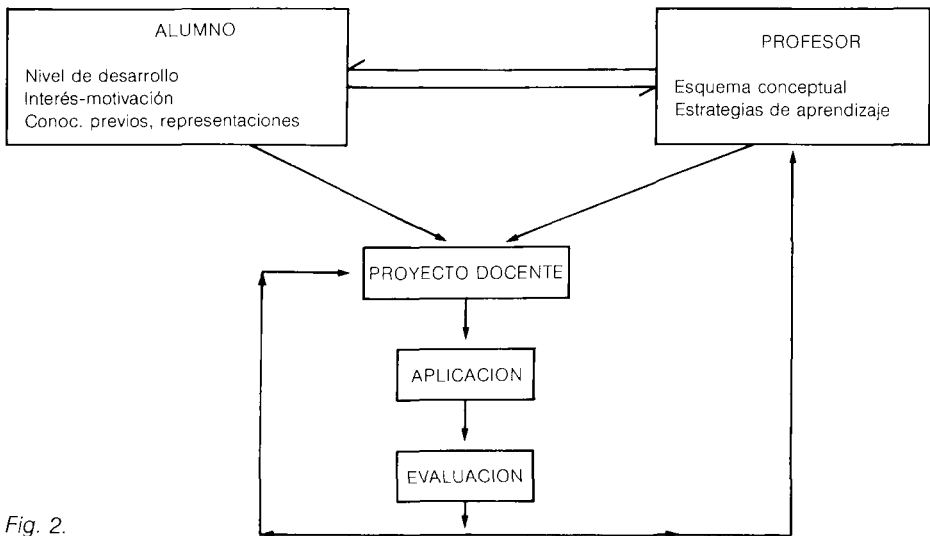 ALUMNO
Nivel de desarrollo
Interés-motivación
Conoc. previos, representaciones
PROFESOR
Esquema conceptual
Estrategias de aprendizaje
PROYECTO DOCENTE
APLICACION
EVALUACION
Fig. 2.